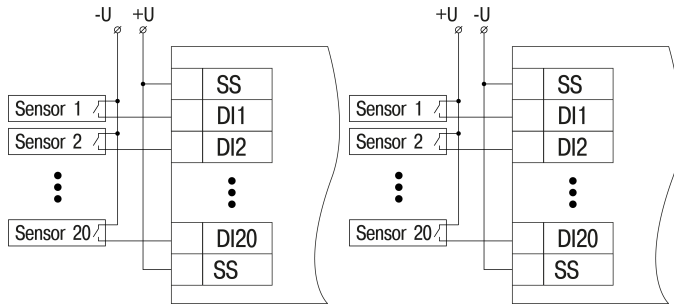 -U +U
SS
Sensor 1 DI1
Sensor 2 DI2
Sensor 20 DI20
SS
+U -U
SS
Sensor 1 DI1
Sensor 2 DI2
Sensor 20 DI20
SS